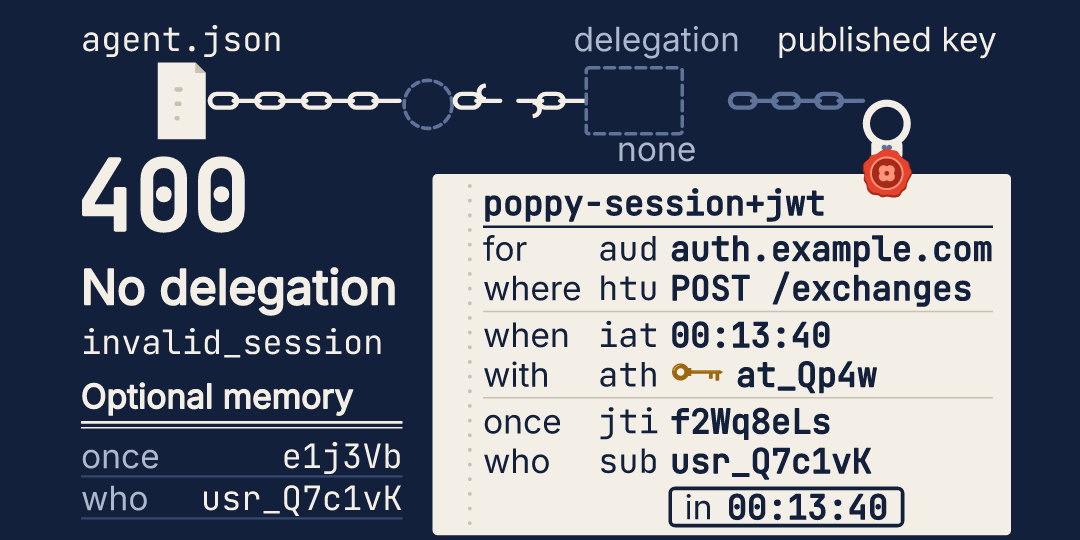 agent.json
delegation
published key
none
400
No delegation
invalid_session
Optional memory
once e1j3Vb
who usr_Q7c1vK
poppy-session+jwt
for aud auth.example.com
where htu POST /exchanges
when iat 00:13:40
with ath at_Qp4w
once jti f2Wq8eLs
who sub usr_Q7c1vK
in 00:13:40